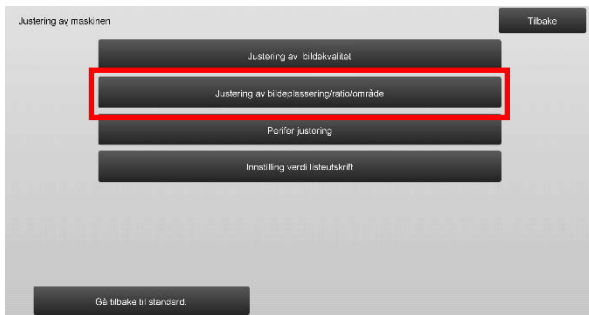 Justering av maskinen
Tilbake
Justering av bildekvalitet
Justering av bildeplassering/ratio/område
Perifer justering
Innstilling verdi listeutskrift
Gå tilbake til standard.